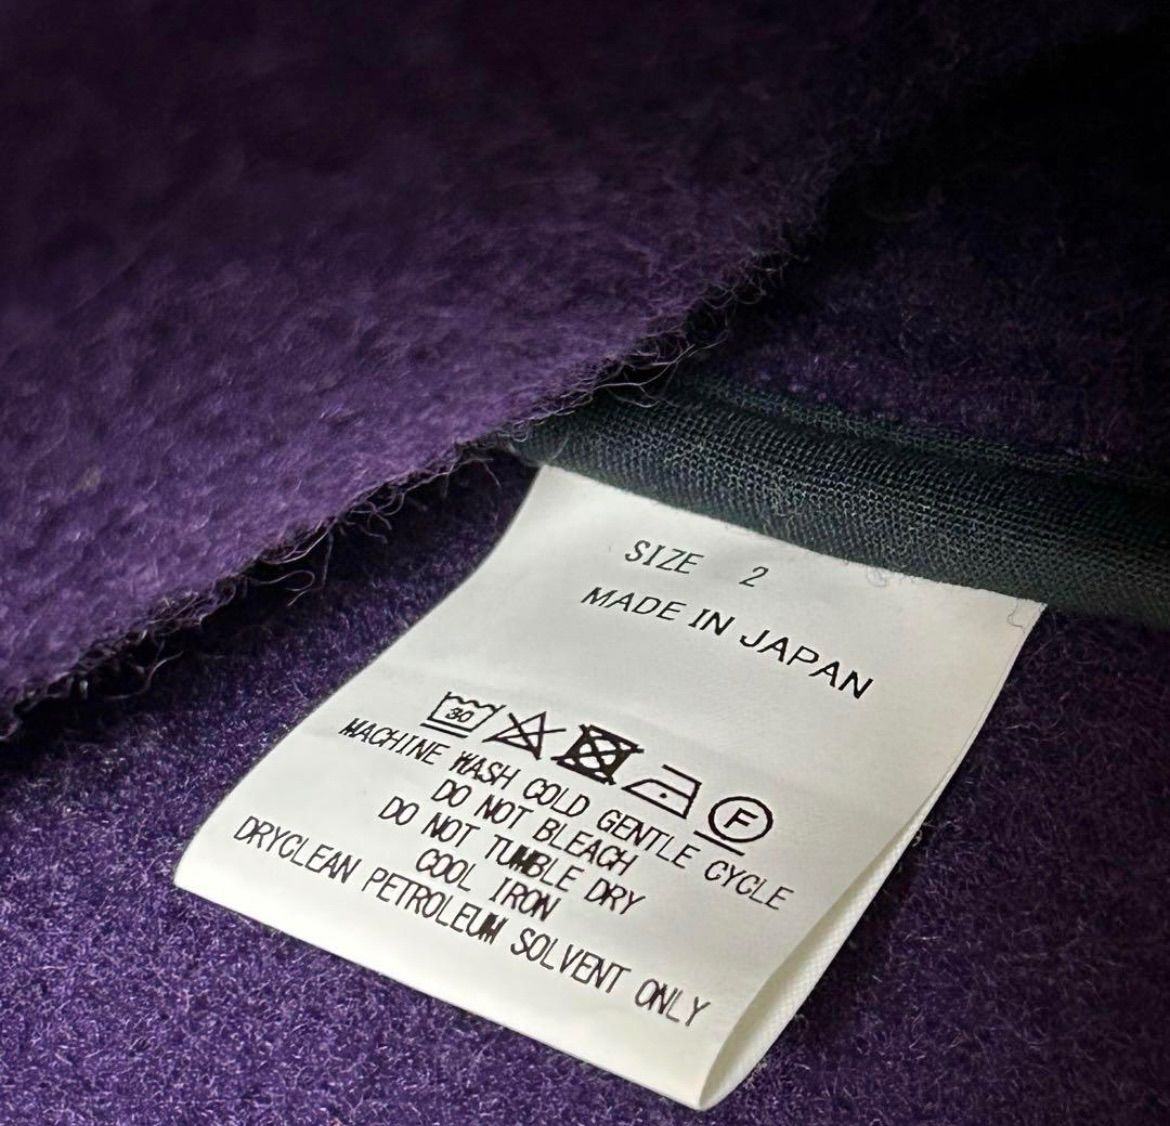 SIZE 2
MADE IN JAPAN
30 F
MACHINE WASH COLD GENTLE CYCLE
DO NOT BLEACH
DO NOT TUMBLE DRY
COOL IRON
DRYCLEAN PETROLEUM SOLVENT ONLY